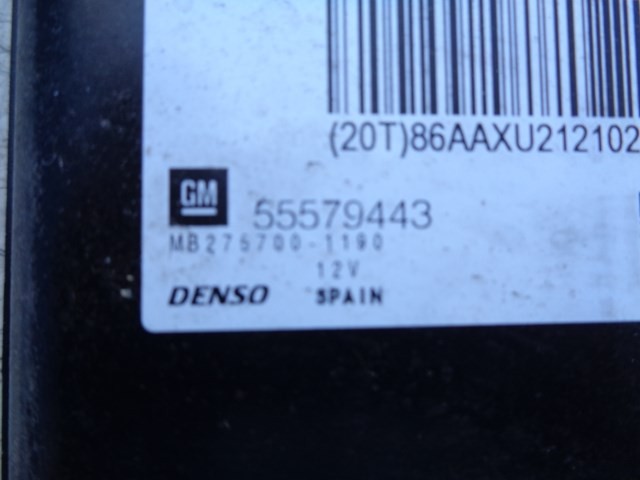 (20T)86AAXU212102
GM 55579443
MB275700-1190
12V
DENSO SPAIN